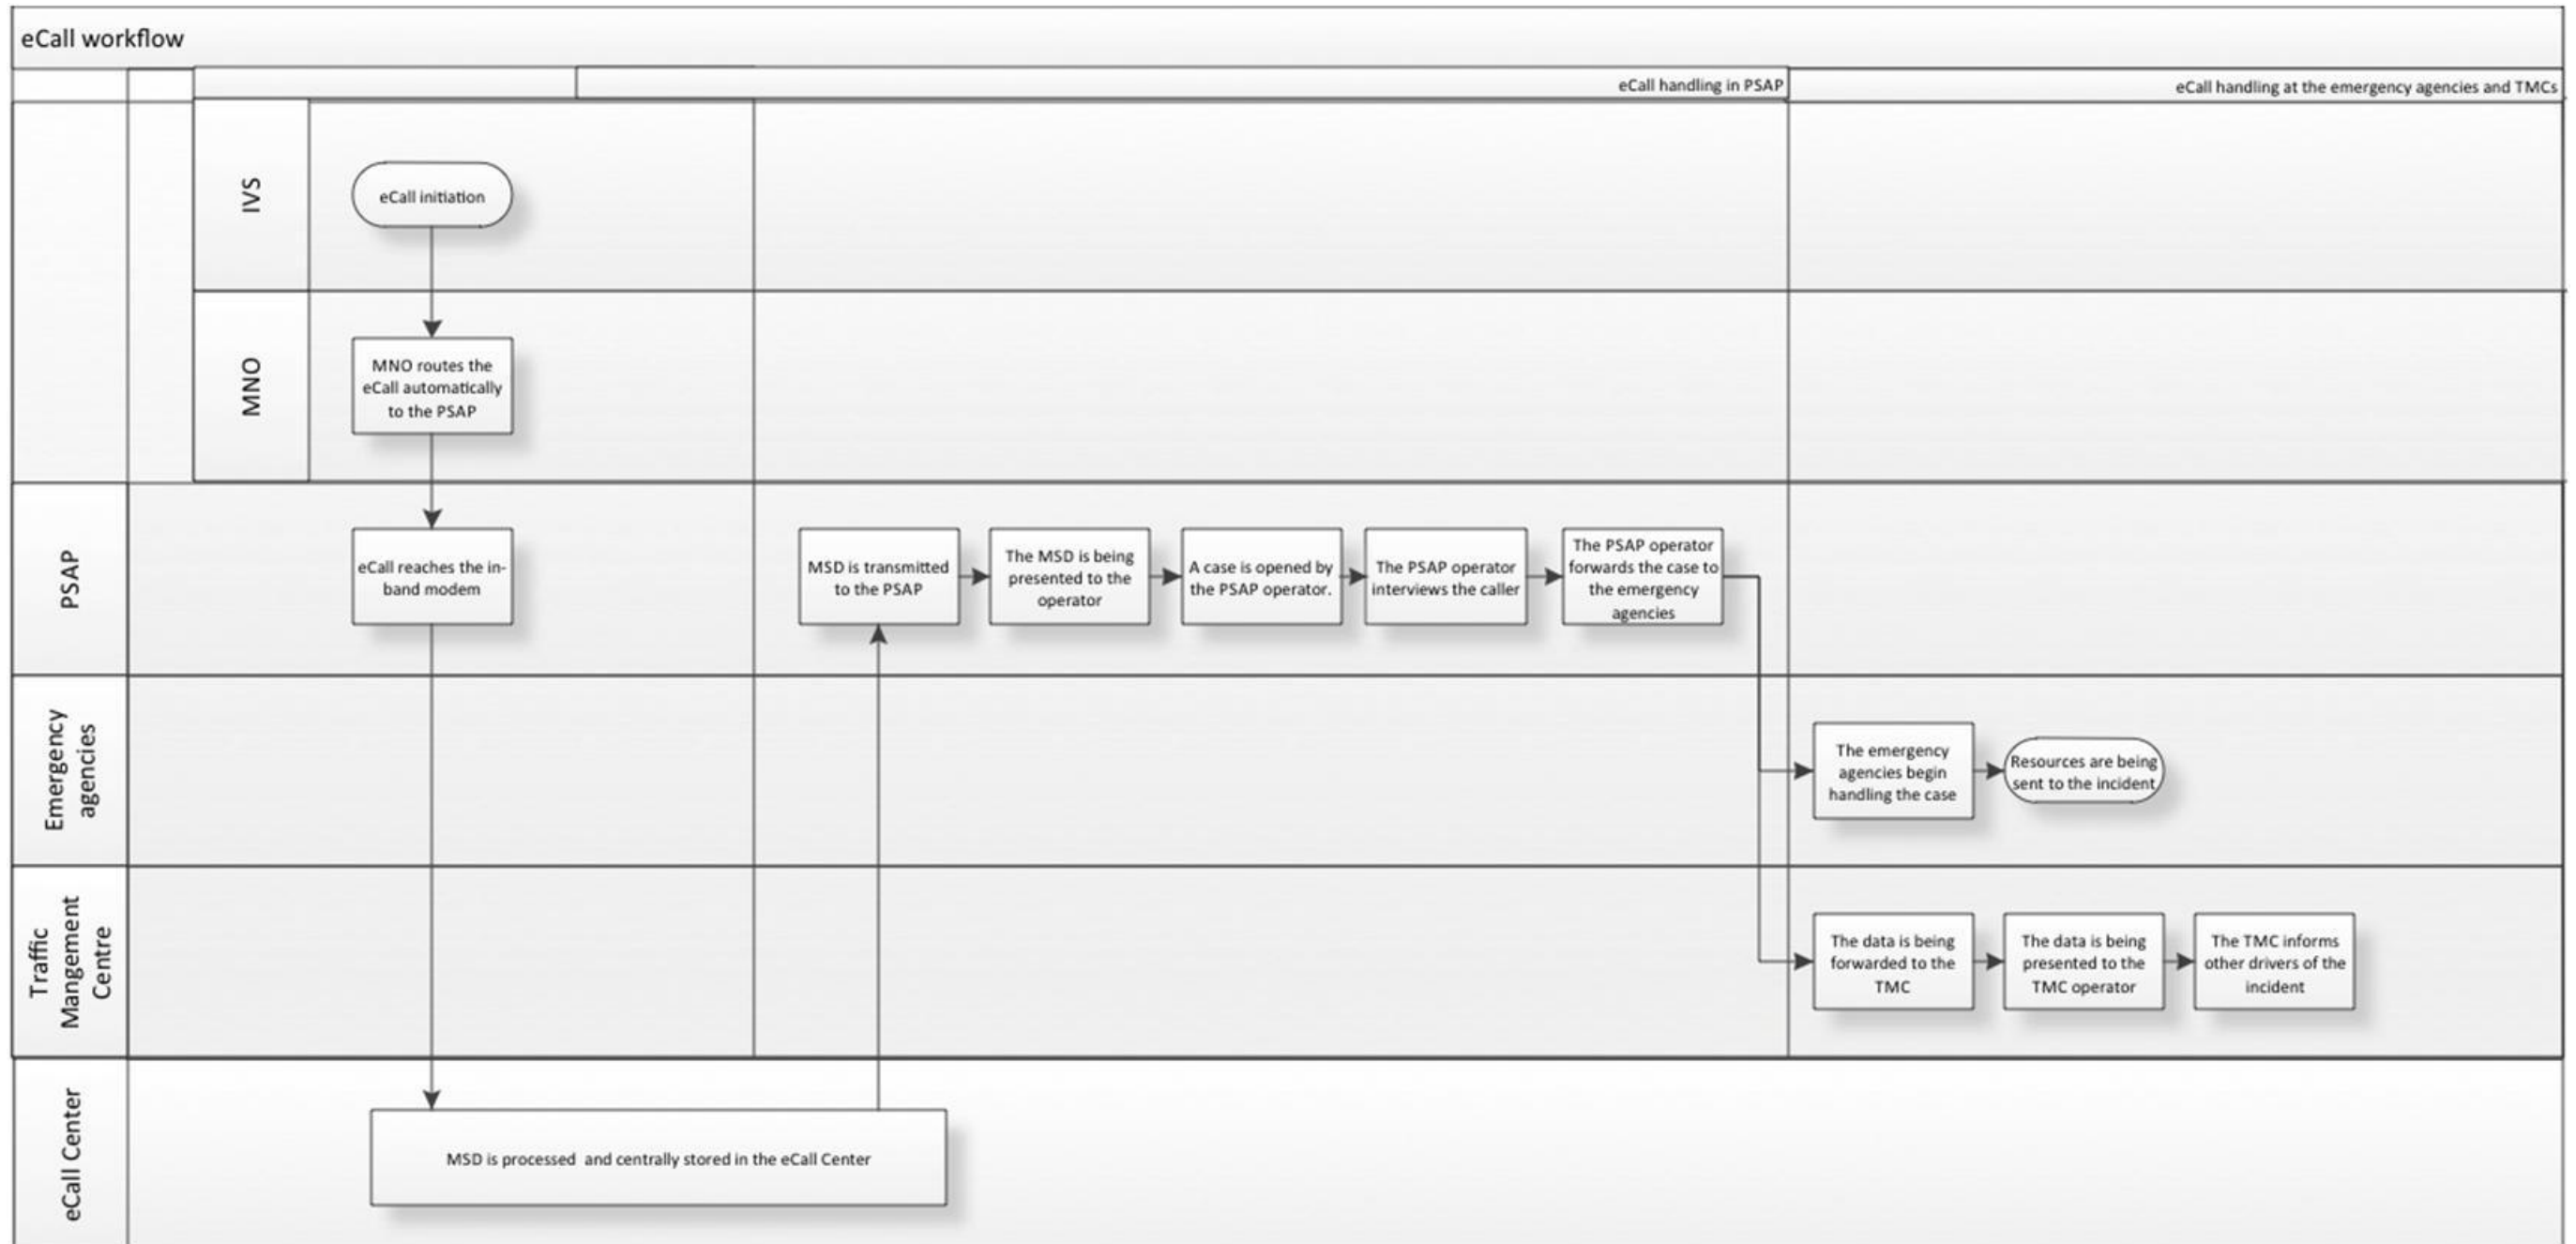 eCall workflow
eCall handling in PSAP
eCall handling at the emergency agencies and TMCs
IVS
eCall initiation
MNO
MNO routes the
eCall automatically
to the PSAP
PSAP
eCall reaches the in-
band modem
MSD is transmitted
to the PSAP
The MSD is being
presented to the
operator
A case is opened by
the PSAP operator.
The PSAP operator
interviews the caller
The PSAP operator
forwards the case to
the emergency
agencies
Emergency
agencies
The emergency
agencies begin
handling the case
Resources are being
sent to the incident
Traffic
Mangement
Centre
The data is being
forwarded to the
TMC
The data is being
presented to the
TMC operator
The TMC informs
other drivers of the
incident
eCall Center
MSD is processed and centrally stored in the eCall Center